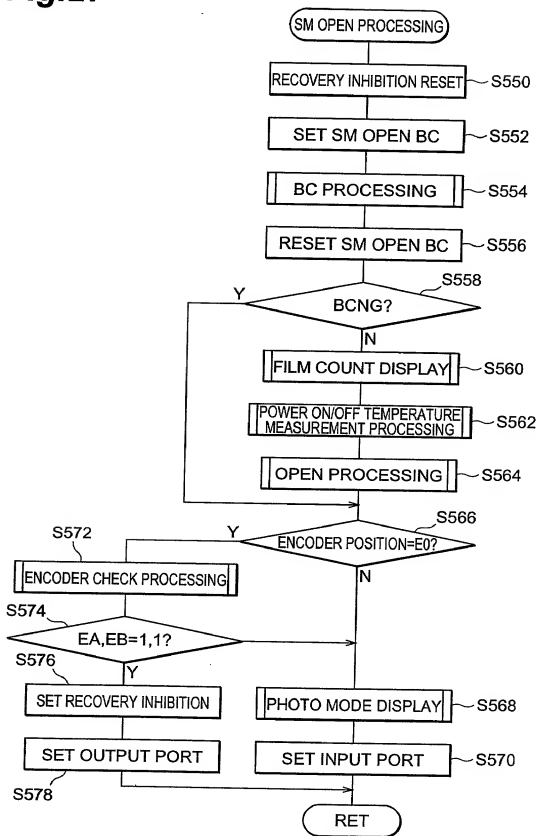 SM OPEN PROCESSING
RECOVERY INHIBITION RESET
S550
SET SM OPEN BC
S552
BC PROCESSING
S554
RESET SM OPEN BC
S556
S558
Y
BCNG?
N
FILM COUNT DISPLAY
S560
POWER ON/OFF TEMPERATURE
MEASUREMENT PROCESSING
S562
OPEN PROCESSING
S564
S566
Y
ENCODER POSITION=E0?
N
S572
ENCODER CHECK PROCESSING
S574
EA,EB=1,1?
Y
S576
SET RECOVERY INHIBITION
PHOTO MODE DISPLAY
S568
SET OUTPUT PORT
SET INPUT PORT
S570
S578
RET